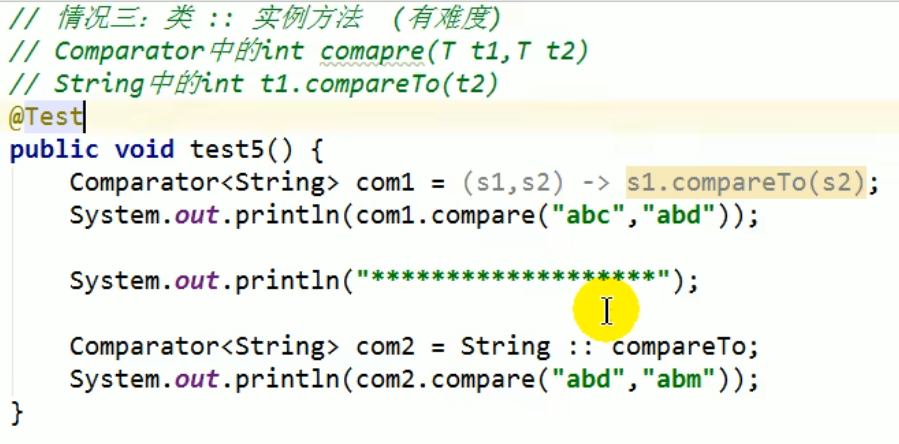 // 情况三：类 :: 实例方法 (有难度)
// Comparator中的int comapre(T t1,T t2)
// String中的int t1.compareTo(t2)
@Test
public void test5() {
    Comparator<String> com1 = (s1,s2) -> s1.compareTo(s2);
    System.out.println(com1.compare("abc","abd"));

    System.out.println("*******************");

    Comparator<String> com2 = String :: compareTo;
    System.out.println(com2.compare("abd","abm"));
}